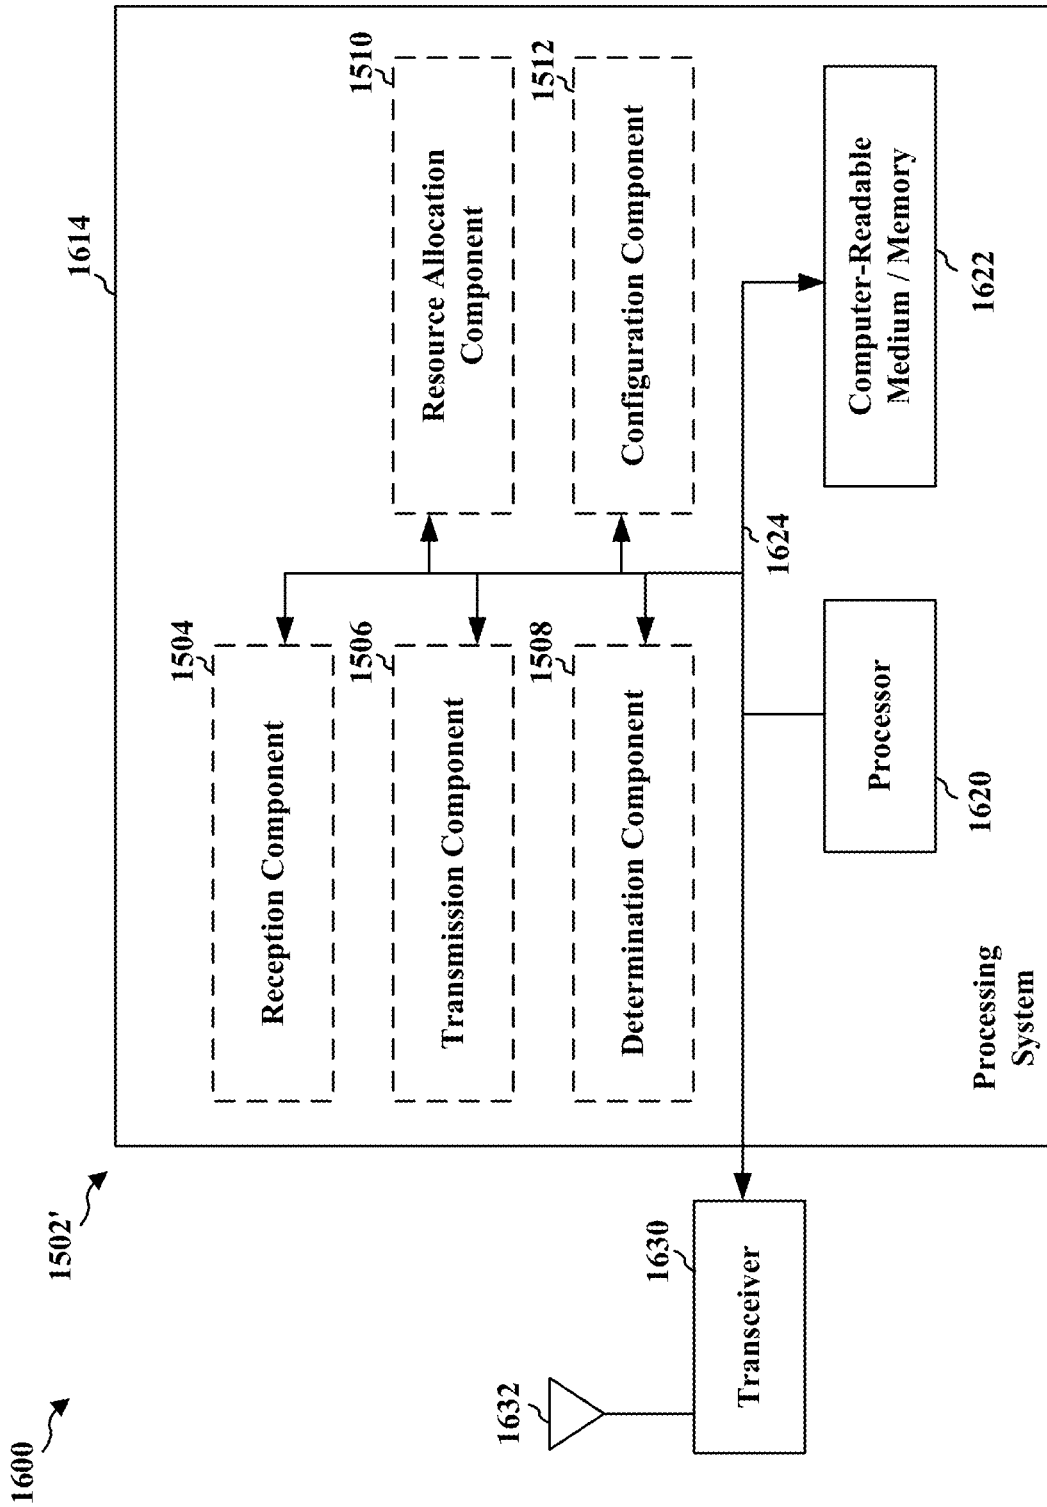 1600
1502'
1614
1504
Reception Component
1506
Transmission Component
1508
Determination Component
1510
Resource Allocation
Component
1512
Configuration Component
1624
1632
1630
Transceiver
Processor
1620
Computer-Readable
Medium / Memory
1622
Processing
System